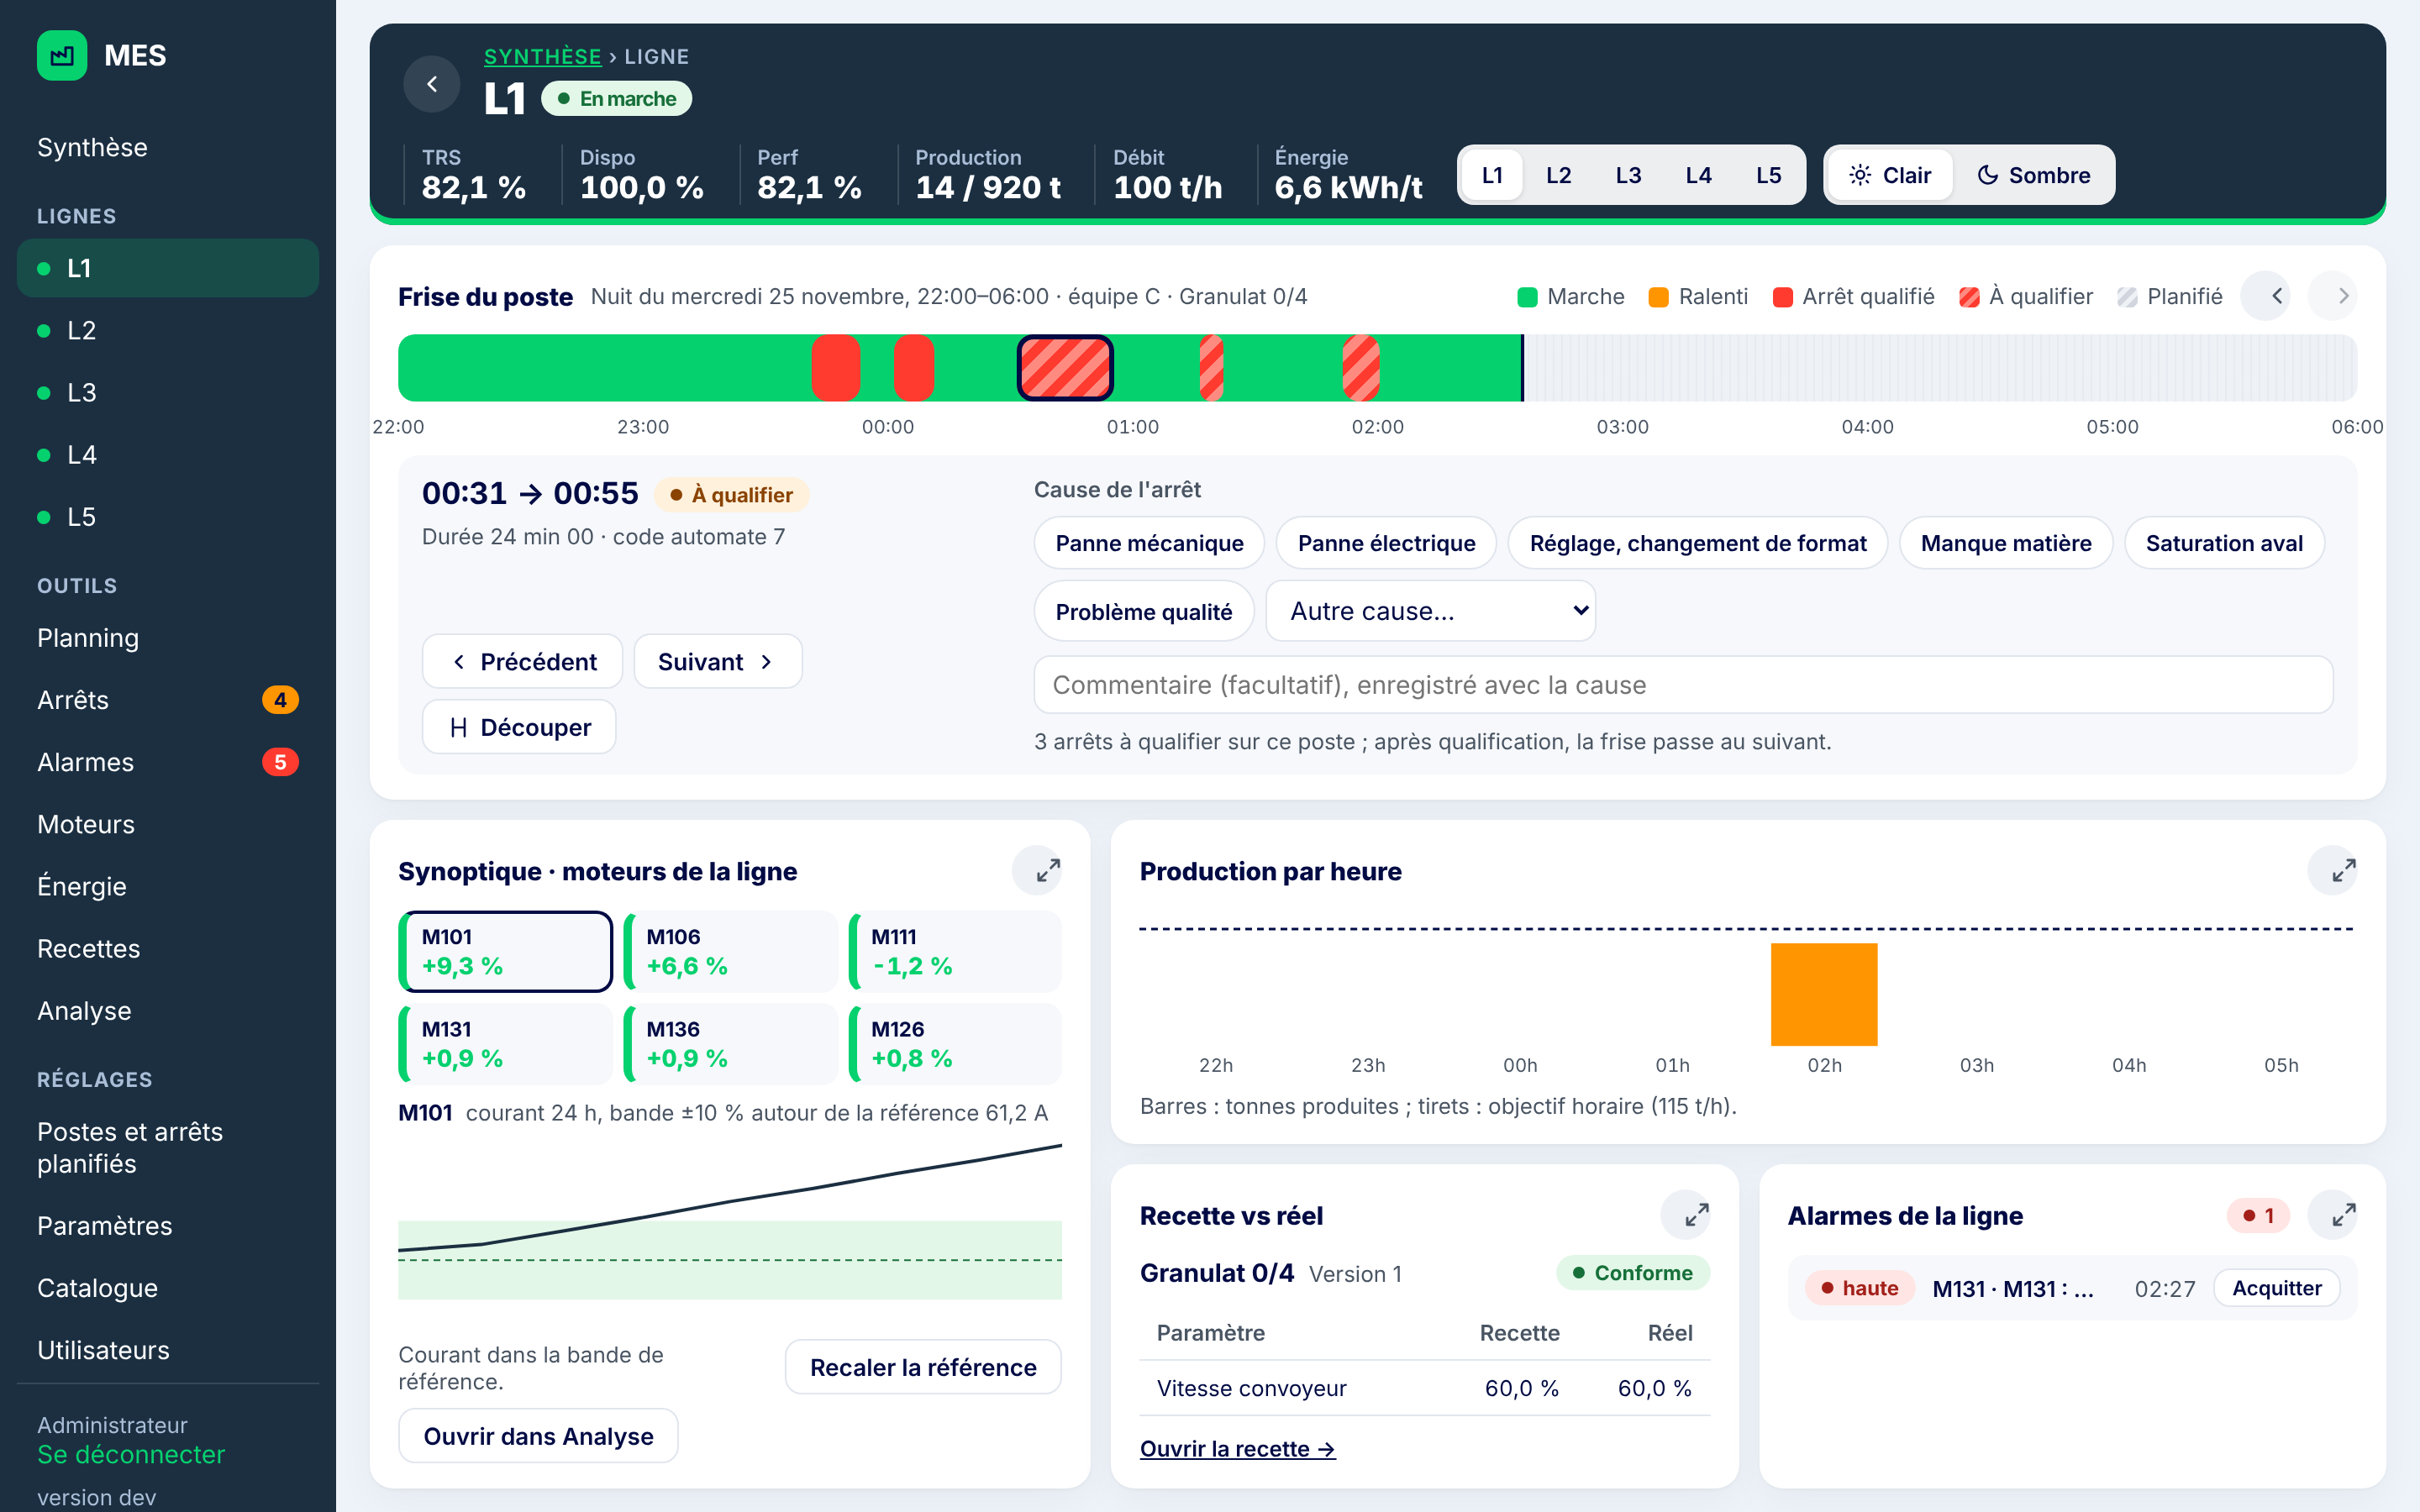 MES
Synthèse
LIGNES
L1
L2
L3
L4
L5
OUTILS
Planning
Arrêts 4
Alarmes 5
Moteurs
Énergie
Recettes
Analyse
RÉGLAGES
Postes et arrêts
planifiés
Paramètres
Catalogue
Utilisateurs
Administrateur
Se déconnecter
version dev
SYNTHÈSE › LIGNE
L1 En marche
TRS Dispo Perf Production Débit Énergie
82,1 % 100,0 % 82,1 % 14 / 920 t 100 t/h 6,6 kWh/t
L1 L2 L3 L4 L5 Clair Sombre
Frise du poste Nuit du mercredi 25 novembre, 22:00–06:00 · équipe C · Granulat 0/4
Marche Ralenti Arrêt qualifié À qualifier Planifié
22:00 23:00 00:00 01:00 02:00 03:00 04:00 05:00 06:00
00:31 → 00:55 À qualifier
Durée 24 min 00 · code automate 7
Précédent Suivant
Découper
Cause de l'arrêt
Panne mécanique Panne électrique Réglage, changement de format Manque matière Saturation aval
Problème qualité Autre cause...
Commentaire (facultatif), enregistré avec la cause
3 arrêts à qualifier sur ce poste ; après qualification, la frise passe au suivant.
Synoptique · moteurs de la ligne
M101 M106 M111
+9,3 % +6,6 % -1,2 %
M131 M136 M126
+0,9 % +0,9 % +0,8 %
M101 courant 24 h, bande ±10 % autour de la référence 61,2 A
Courant dans la bande de
référence.
Recaler la référence
Ouvrir dans Analyse
Production par heure
22h 23h 00h 01h 02h 03h 04h 05h
Barres : tonnes produites ; tirets : objectif horaire (115 t/h).
Recette vs réel
Granulat 0/4 Version 1 Conforme
Paramètre Recette Réel
Vitesse convoyeur 60,0 % 60,0 %
Ouvrir la recette →
Alarmes de la ligne 1
haute M131 · M131 : ... 02:27 Acquitter